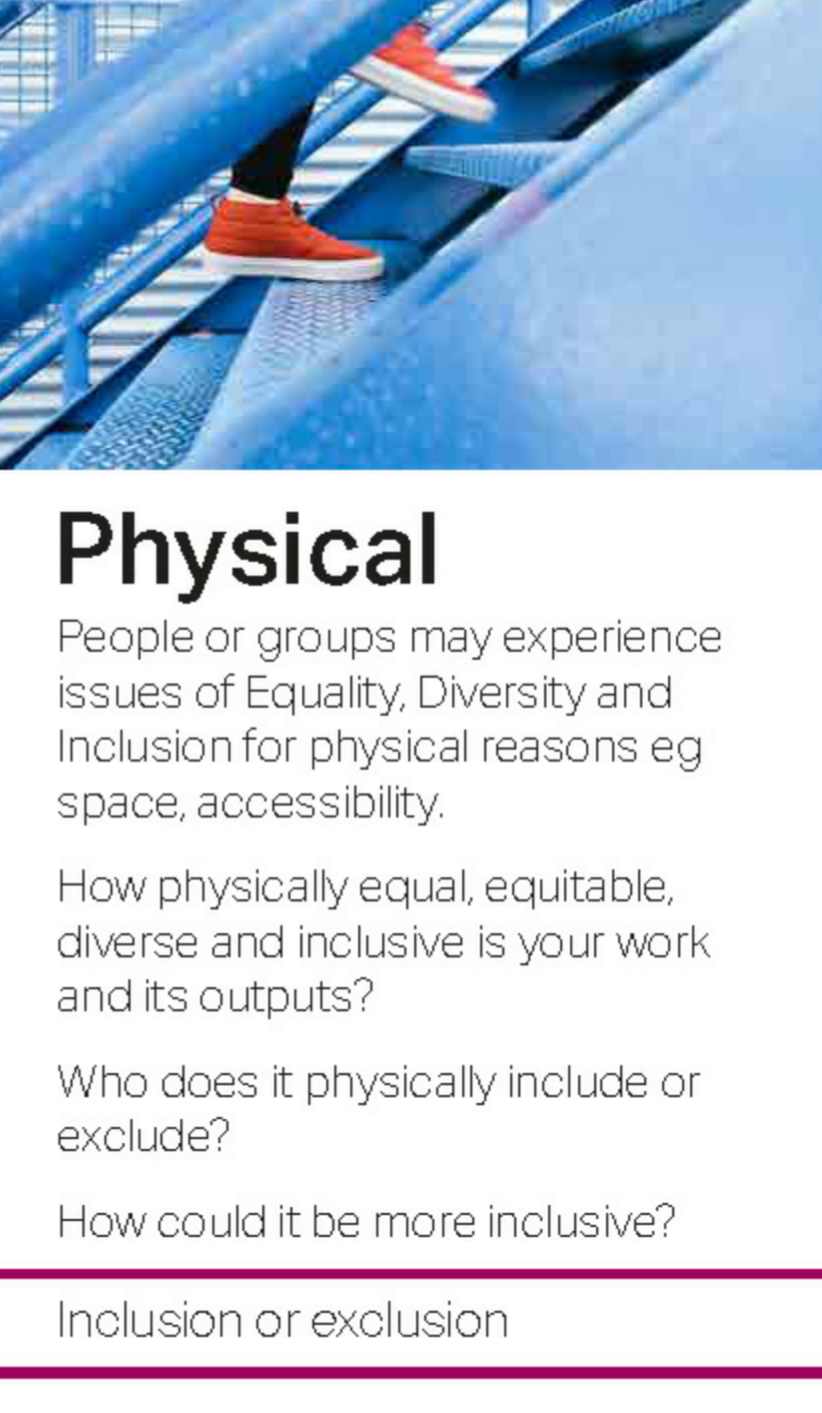 Physical
People or groups may experience
issues of Equality, Diversity and
Inclusion for physical reasons eg
space, accessibility.
How physically equal, equitable,
diverse and inclusive is your work
and its outputs?
Who does it physically include or
exclude?
How could it be more inclusive?
Inclusion or exclusion